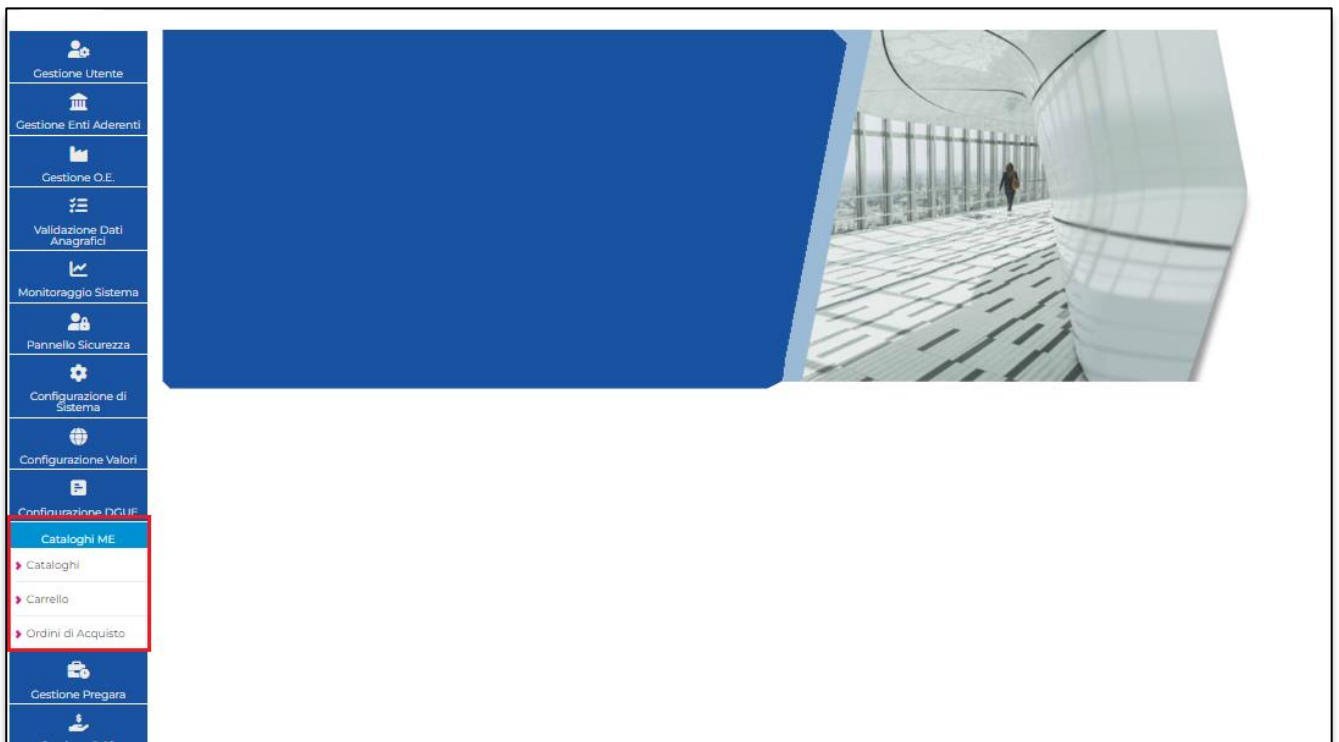 Gestione Utente
Gestione Enti Aderenti
Gestione O.E.
Validazione Dati
Anagrafici
Monitoraggio Sistema
Pannello Sicurezza
Configurazione di
Sistema
Configurazione Valori
Configurazione DGUE
Cataloghi ME
Cataloghi
Carrello
Ordini di Acquisto
Gestione Pregara